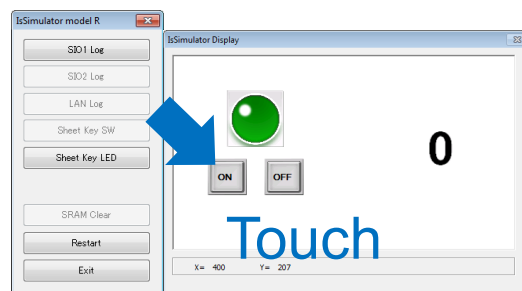 IsSimulator model R
SIO1 Log
SIO2 Log
LAN Log
Sheet Key SW
Sheet Key LED
SRAM Clear
Restart
Exit
IsSimulator Display
0
ON
OFF
Touch
X= 400 Y= 207